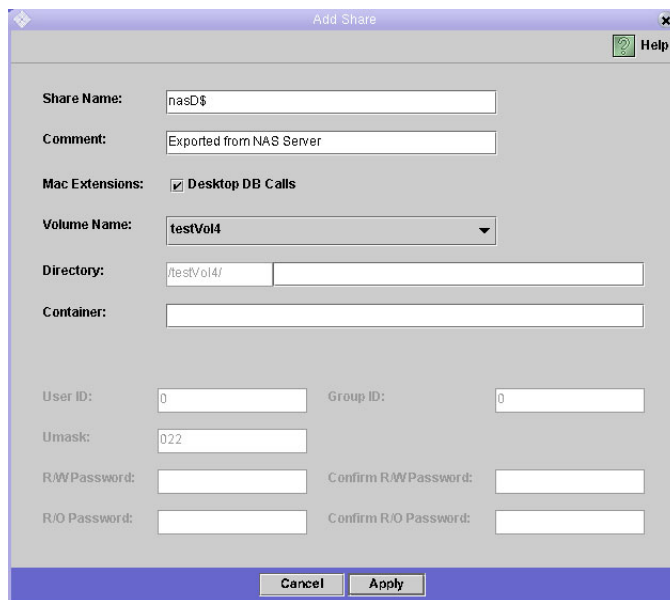 Add Share
Help
Share Name: nasD$
Comment: Exported from NAS Server
Mac Extensions: Desktop DB Calls
Volume Name: testVol4
Directory: /testVol4/
Container:
User ID: 0 Group ID: 0
Umask: 022
R/W Password: Confirm R/W Password:
R/O Password: Confirm R/O Password:
Cancel Apply